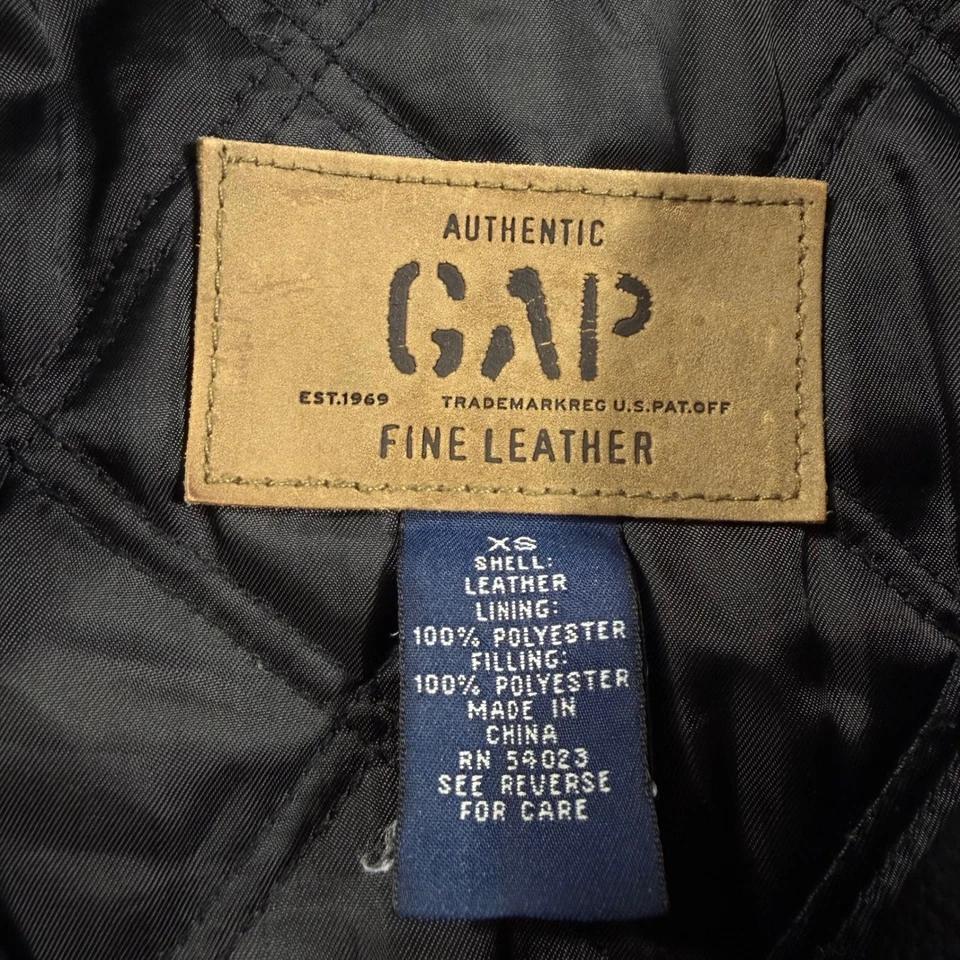 AUTHENTIC
GAP
EST.1969 TRADEMARKREG U.S.PAT.OFF
FINE LEATHER
XS
SHELL:
LEATHER
LINING:
100% POLYESTER
FILLING:
100% POLYESTER
MADE IN
CHINA
RN 54023
SEE REVERSE
FOR CARE